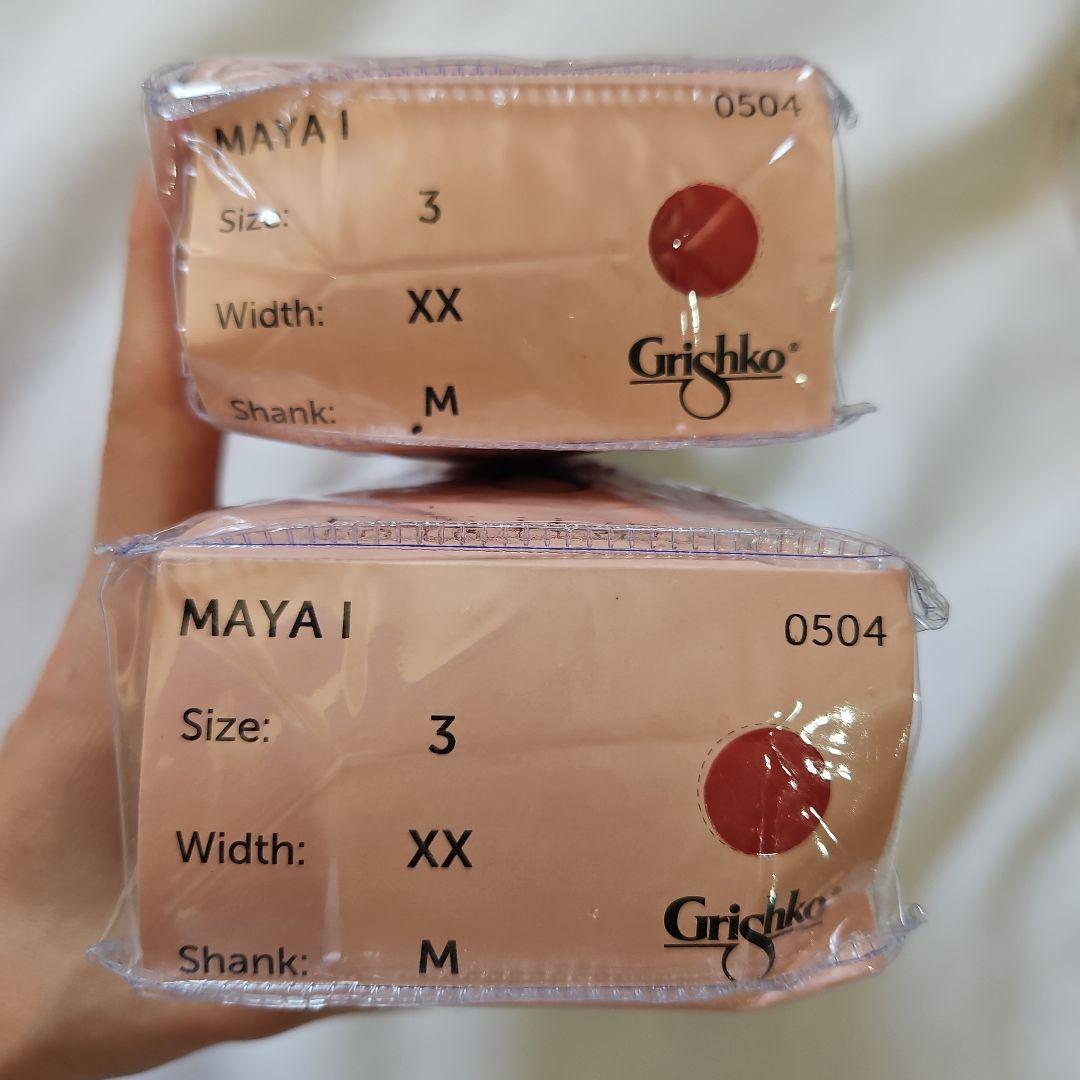 MAYA I 0504
Size: 3
Width: XX
Grishko®
Shank: M
MAYA I 0504
Size: 3
Width: XX
Grishko
Shank: M